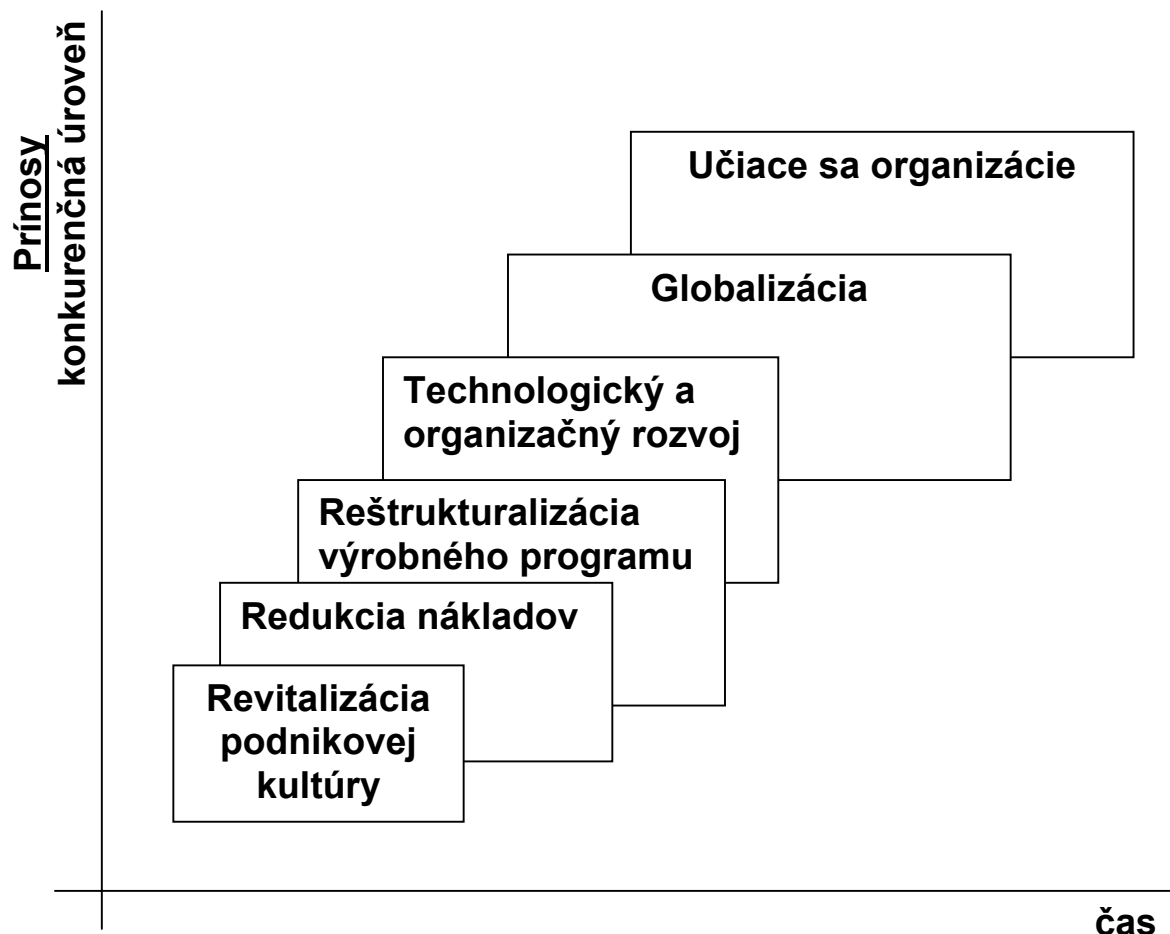 Prínosy
konkurenčná úroveň
Učiace sa organizácie
Globalizácia
Technologický a
organizačný rozvoj
Reštrukturalizácia
výrobného programu
Redukcia nákladov
Revitalizácia
podnikovej
kultúry
čas